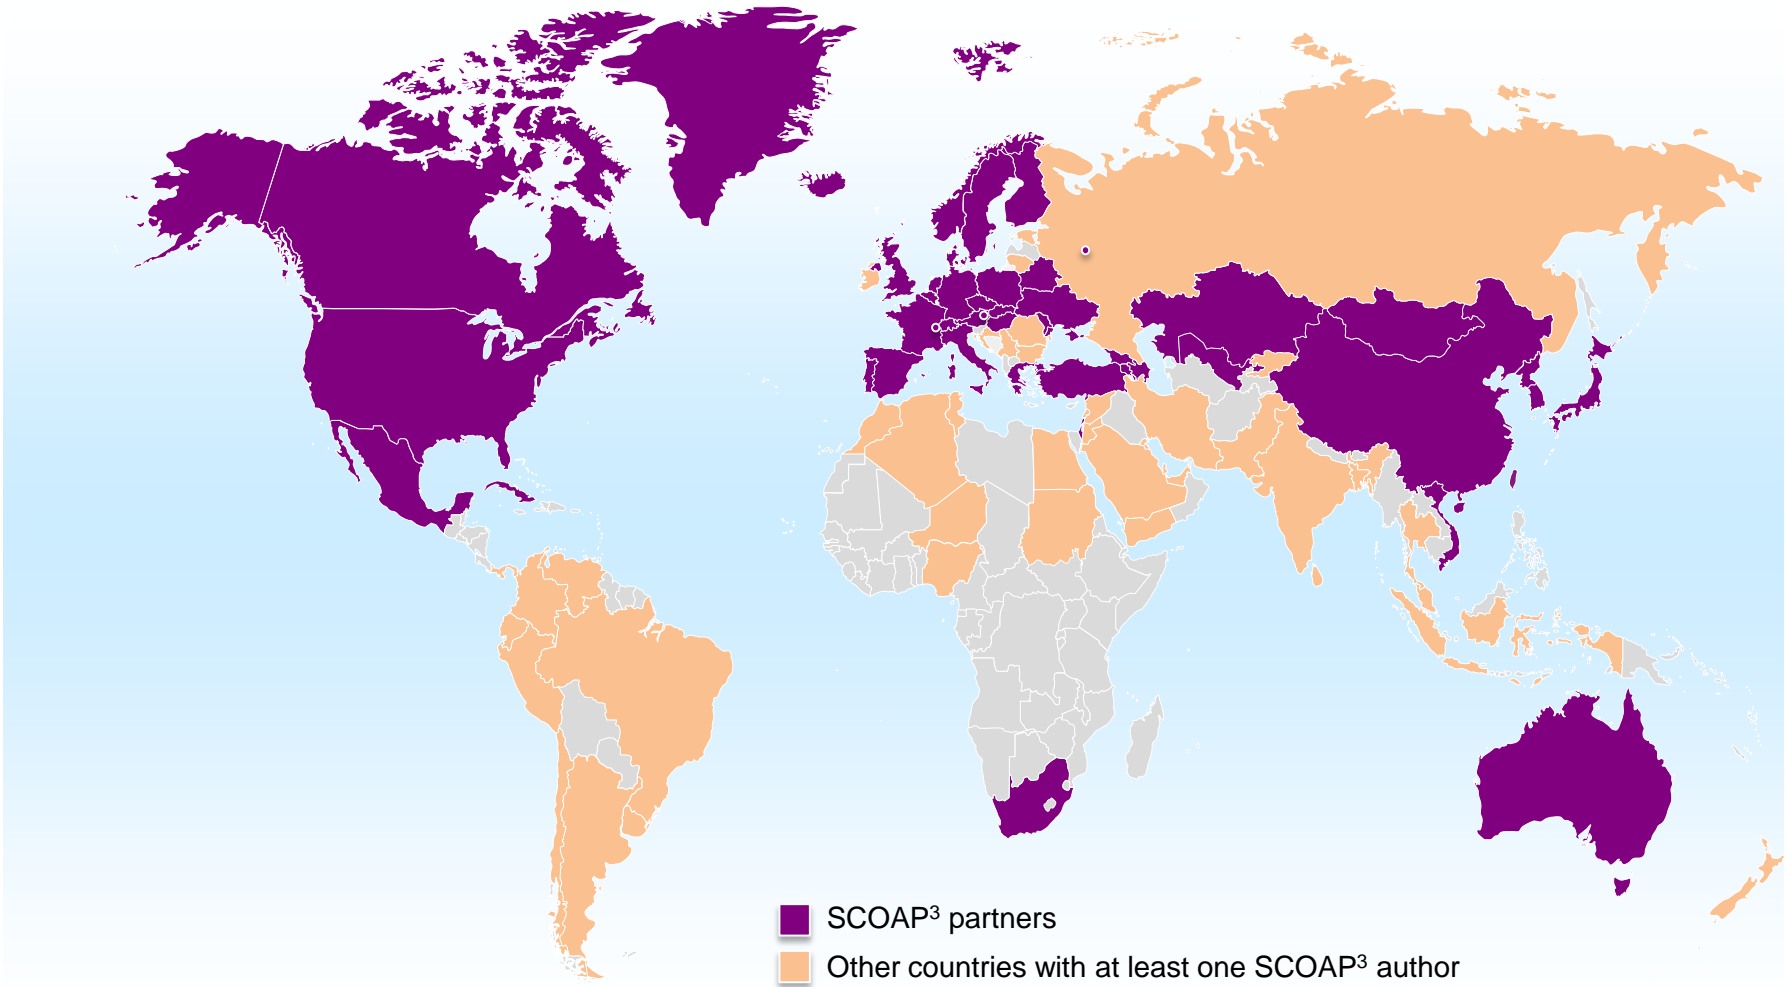 SCOAP³ partners
Other countries with at least one SCOAP³ author